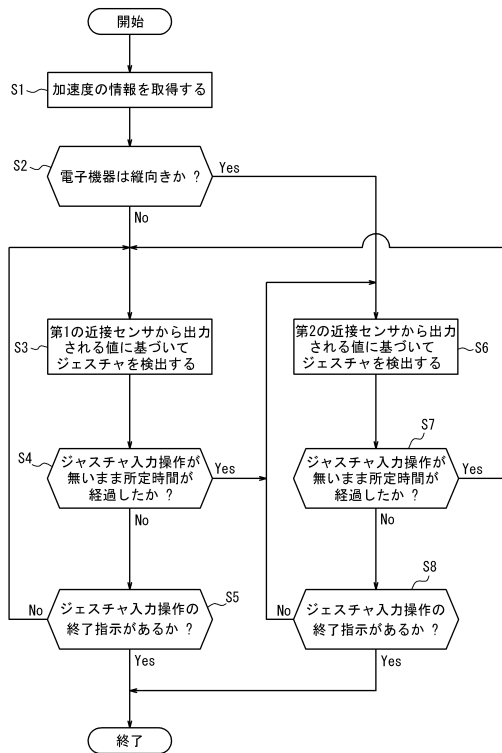 開始
S1
加速度の情報を取得する
S2
電子機器は縦向きか ?
Yes
No
第1の近接センサから出力
される値に基づいて
ジェスチャを検出する
S3
第2の近接センサから出力
される値に基づいて
ジェスチャを検出する
S6
S4
ジャスチャ入力操作が
無いまま所定時間が
経過したか ?
Yes
No
S7
ジャスチャ入力操作が
無いまま所定時間が
経過したか ?
Yes
No
S5
No
ジェスチャ入力操作の
終了指示があるか ?
Yes
S8
No
ジェスチャ入力操作の
終了指示があるか ?
Yes
終了